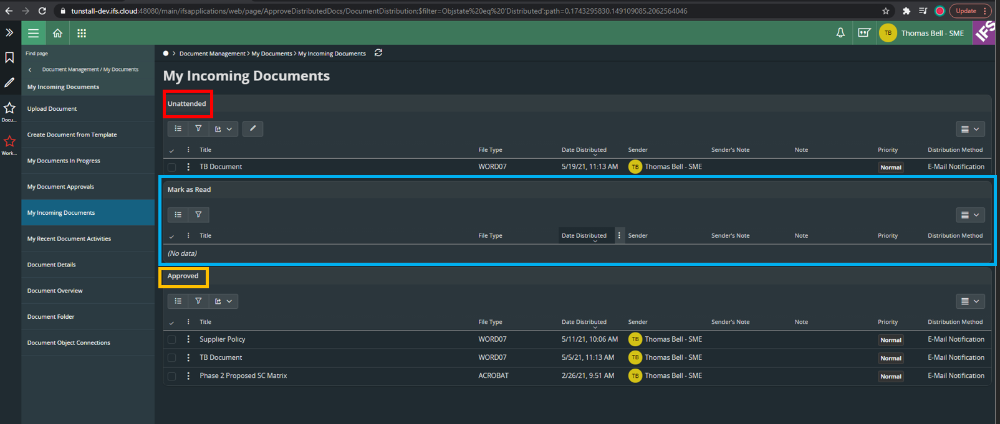 tunstall-dev.ifs.cloud:48080/main/ifsapplications/web/page/ApproveDistributedDocs/DocumentDistribution;$filter=Objstate%20eq%20'Distributed';path=0.1743295830.149109085.2062564046
Update
TB Thomas Bell - SME
IFS
Find page
Document Management > My Documents > My Incoming Documents
Document Management / My Documents
My Incoming Documents
Docu...
Work...
Upload Document
Create Document from Template
My Documents In Progress
My Document Approvals
My Incoming Documents
My Recent Document Activities
Document Details
Document Overview
Document Folder
Document Object Connections
My Incoming Documents
Unattended
Title File Type Date Distributed Sender Sender's Note Note Priority Distribution Method
TB Document WORD07 5/19/21, 11:13 AM TB Thomas Bell - SME Normal E-Mail Notification
Mark as Read
Title File Type Date Distributed Sender Sender's Note Note Priority Distribution Method
(No data)
Approved
Title File Type Date Distributed Sender Sender's Note Note Priority Distribution Method
Supplier Policy WORD07 5/11/21, 10:06 AM TB Thomas Bell - SME Normal E-Mail Notification
TB Document WORD07 5/5/21, 11:13 AM TB Thomas Bell - SME Normal E-Mail Notification
Phase 2 Proposed SC Matrix ACROBAT 2/26/21, 9:51 AM TB Thomas Bell - SME Normal E-Mail Notification